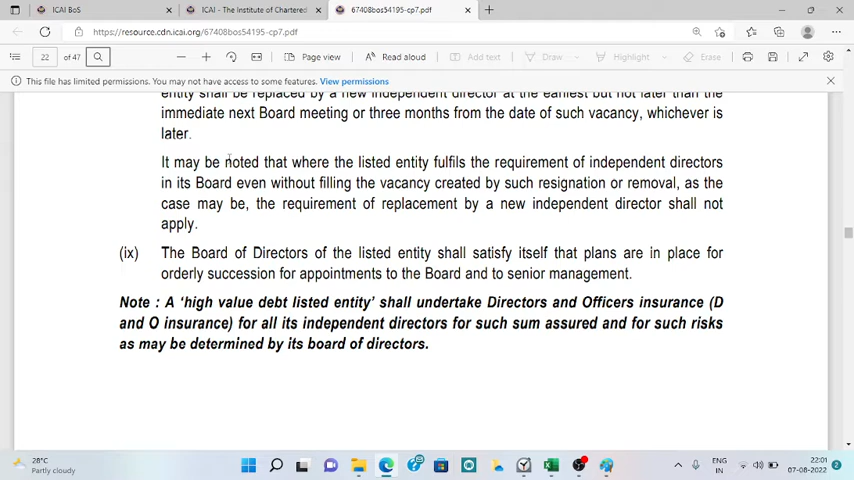 ICAI BoS
ICAI - The Institute of Chartered
67408bos54195-cp7.pdf
https://resource.cdn.icai.org/67408bos54195-cp7.pdf
22 of 47
Page view
Read aloud
Add text
Draw
Highlight
Erase
This file has limited permissions. You may not have access to some features. View permissions
entity shall be replaced by a new independent director at the earliest but not later than the
immediate next Board meeting or three months from the date of such vacancy, whichever is
later.
It may be noted that where the listed entity fulfils the requirement of independent directors
in its Board even without filling the vacancy created by such resignation or removal, as the
case may be, the requirement of replacement by a new independent director shall not
apply.
(ix) The Board of Directors of the listed entity shall satisfy itself that plans are in place for
orderly succession for appointments to the Board and to senior management.
Note : A ‘high value debt listed entity’ shall undertake Directors and Officers insurance (D
and O insurance) for all its independent directors for such sum assured and for such risks
as may be determined by its board of directors.
28°C
Partly cloudy
ENG
IN
22:01
07-08-2022
2